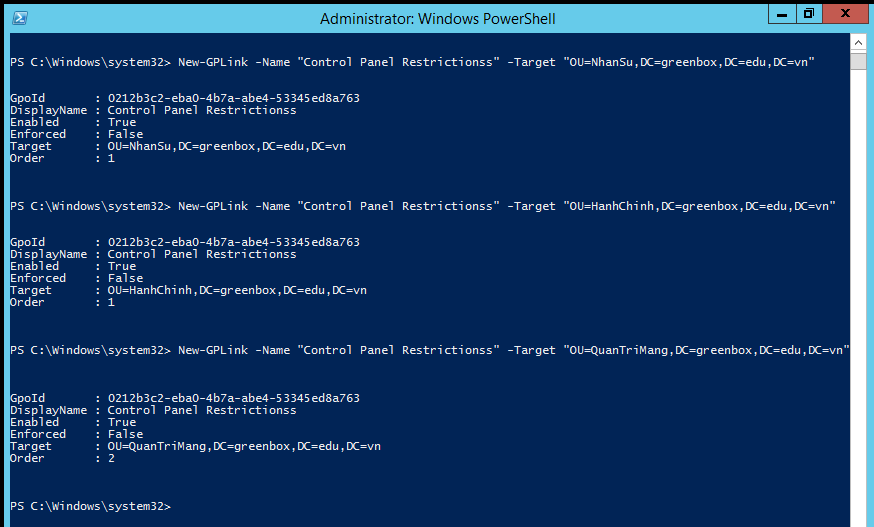 Administrator: Windows PowerShell
PS C:\Windows\system32> New-GPLink -Name "Control Panel Restrictionss" -Target "OU=NhanSu,DC=greenbox,DC=edu,DC=vn"
GpoId       : 0212b3c2-eba0-4b7a-abe4-53345ed8a763
DisplayName : Control Panel Restrictionss
Enabled     : True
Enforced    : False
Target      : OU=NhanSu,DC=greenbox,DC=edu,DC=vn
Order       : 1
PS C:\Windows\system32> New-GPLink -Name "Control Panel Restrictionss" -Target "OU=HanhChinh,DC=greenbox,DC=edu,DC=vn"
GpoId       : 0212b3c2-eba0-4b7a-abe4-53345ed8a763
DisplayName : Control Panel Restrictionss
Enabled     : True
Enforced    : False
Target      : OU=HanhChinh,DC=greenbox,DC=edu,DC=vn
Order       : 1
PS C:\Windows\system32> New-GPLink -Name "Control Panel Restrictionss" -Target "OU=QuanTriMang,DC=greenbox,DC=edu,DC=vn"
GpoId       : 0212b3c2-eba0-4b7a-abe4-53345ed8a763
DisplayName : Control Panel Restrictionss
Enabled     : True
Enforced    : False
Target      : OU=QuanTriMang,DC=greenbox,DC=edu,DC=vn
Order       : 2
PS C:\Windows\system32>